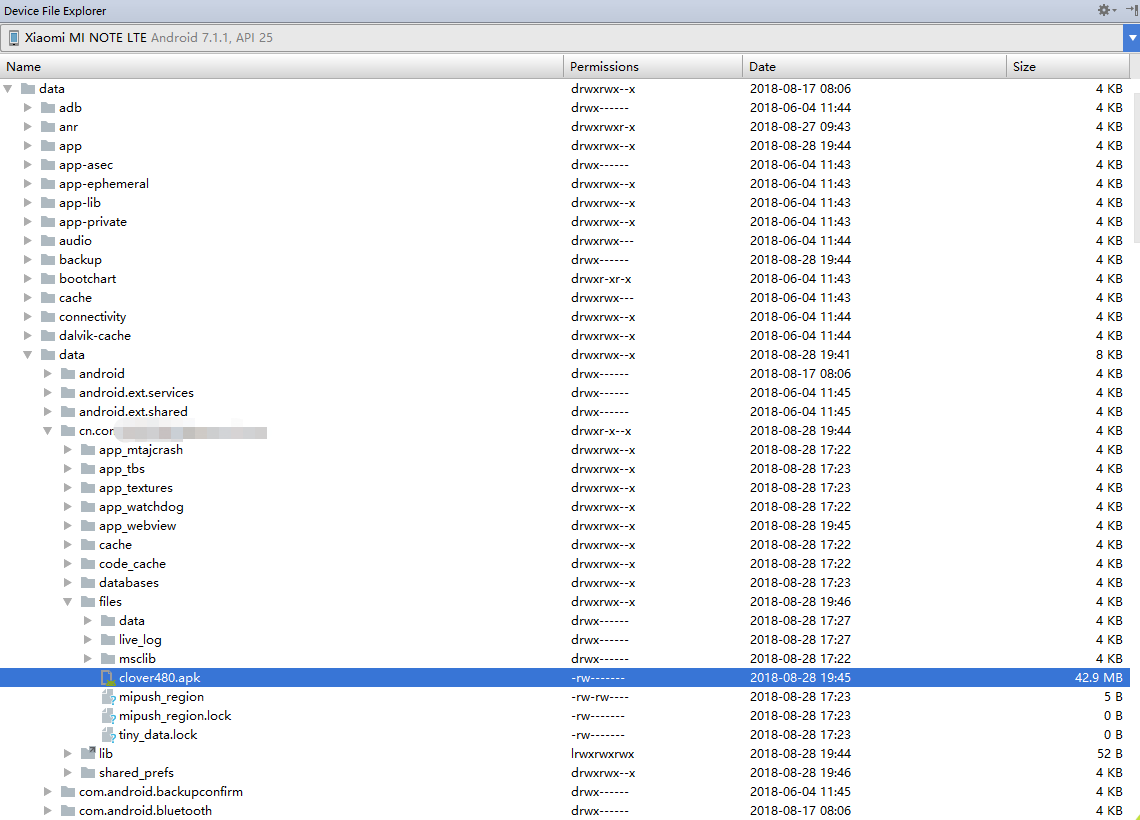 Device File Explorer
Xiaomi MI NOTE LTE Android 7.1.1, API 25
Name Permissions Date Size
data drwxrwx--x 2018-08-17 08:06 4 KB
adb drwx------ 2018-06-04 11:44 4 KB
anr drwxrwxr-x 2018-08-27 09:43 4 KB
app drwxrwx--x 2018-08-28 19:44 4 KB
app-asec drwx------ 2018-06-04 11:43 4 KB
app-ephemeral drwxrwx--x 2018-06-04 11:43 4 KB
app-lib drwxrwx--x 2018-06-04 11:43 4 KB
app-private drwxrwx--x 2018-06-04 11:43 4 KB
audio drwxrwx--- 2018-06-04 11:44 4 KB
backup drwx------ 2018-08-28 19:44 4 KB
bootchart drwxr-xr-x 2018-06-04 11:43 4 KB
cache drwxrwx--- 2018-06-04 11:43 4 KB
connectivity drwxrwx--x 2018-06-04 11:44 4 KB
dalvik-cache drwxrwx--x 2018-06-04 11:44 4 KB
data drwxrwx--x 2018-08-28 19:41 8 KB
android drwx------ 2018-08-17 08:06 4 KB
android.ext.services drwx------ 2018-06-04 11:45 4 KB
android.ext.shared drwx------ 2018-06-04 11:45 4 KB
cn.cor drwxr-x--x 2018-08-28 19:44 4 KB
app_mtajcrash drwxrwx--x 2018-08-28 17:22 4 KB
app_tbs drwxrwx--x 2018-08-28 17:23 4 KB
app_textures drwxrwx--x 2018-08-28 17:23 4 KB
app_watchdog drwxrwx--x 2018-08-28 17:22 4 KB
app_webview drwxrwx--x 2018-08-28 19:45 4 KB
cache drwxrwx--x 2018-08-28 17:22 4 KB
code_cache drwxrwx--x 2018-08-28 17:22 4 KB
databases drwxrwx--x 2018-08-28 17:23 4 KB
files drwxrwx--x 2018-08-28 19:46 4 KB
data drwx------ 2018-08-28 17:27 4 KB
live_log drwx------ 2018-08-28 17:27 4 KB
msclib drwx------ 2018-08-28 17:22 4 KB
clover480.apk -rw------- 2018-08-28 19:45 42.9 MB
mipush_region -rw-rw---- 2018-08-28 17:23 5 B
mipush_region.lock -rw------- 2018-08-28 17:23 0 B
tiny_data.lock -rw------- 2018-08-28 17:23 0 B
lib lrwxrwxrwx 2018-08-28 19:44 52 B
shared_prefs drwxrwx--x 2018-08-28 19:46 4 KB
com.android.backupconfirm drwx------ 2018-06-04 11:45 4 KB
com.android.bluetooth drwx------ 2018-08-17 08:06 4 KB